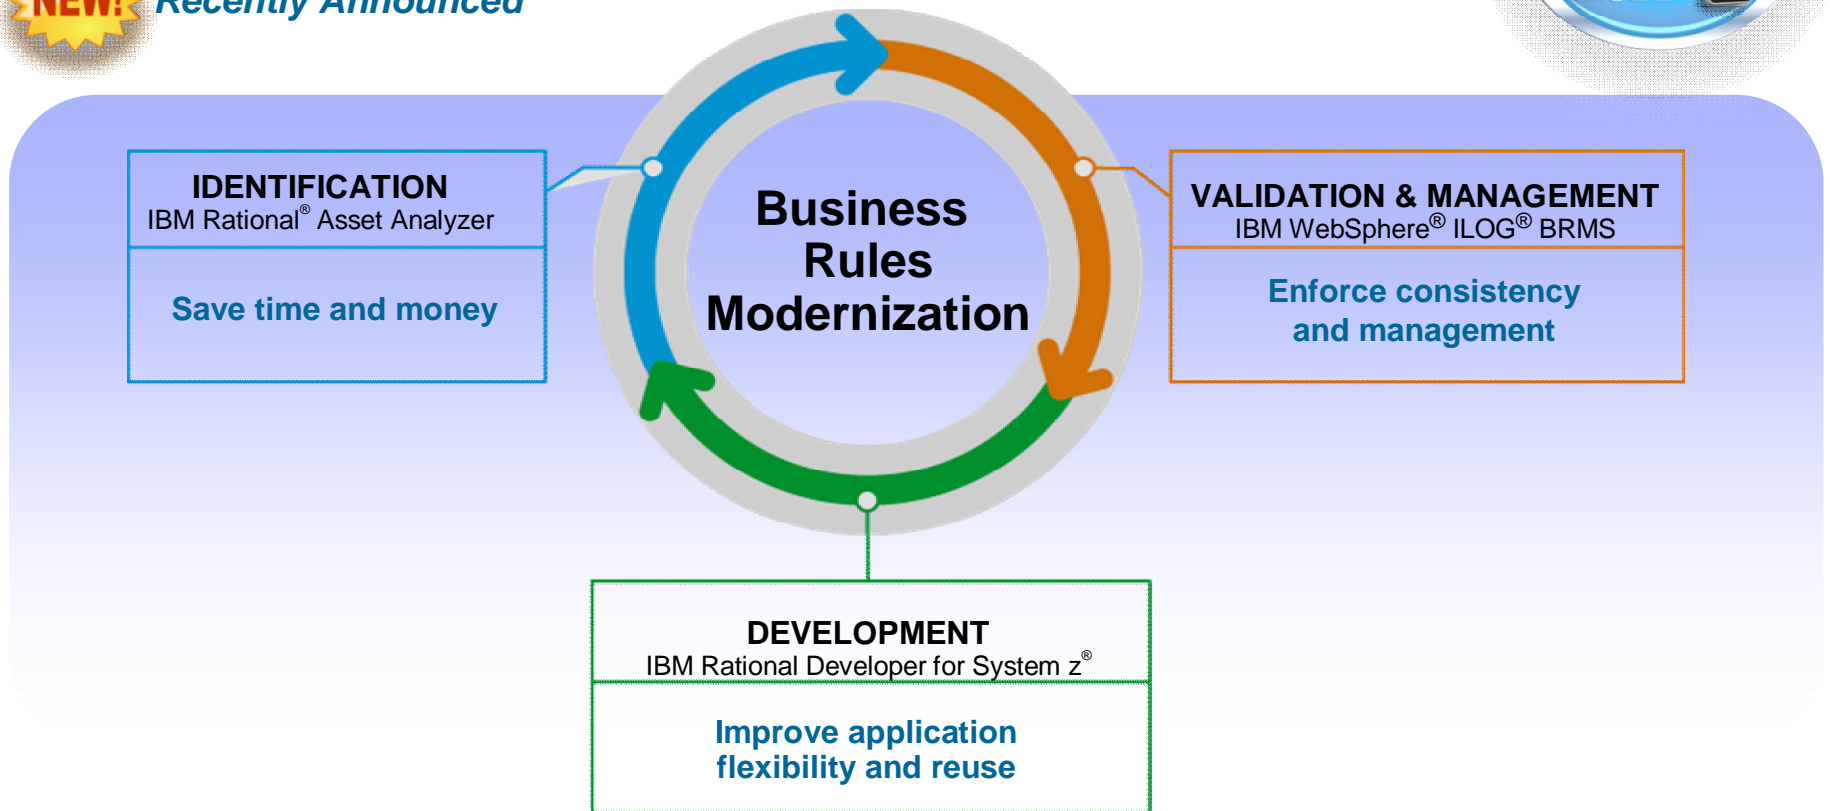 NEW! Recently Announced
IDENTIFICATION
IBM Rational® Asset Analyzer
Save time and money
Business
Rules
Modernization
VALIDATION & MANAGEMENT
IBM WebSphere® ILOG® BRMS
Enforce consistency
and management
DEVELOPMENT
IBM Rational Developer for System z®
Improve application
flexibility and reuse